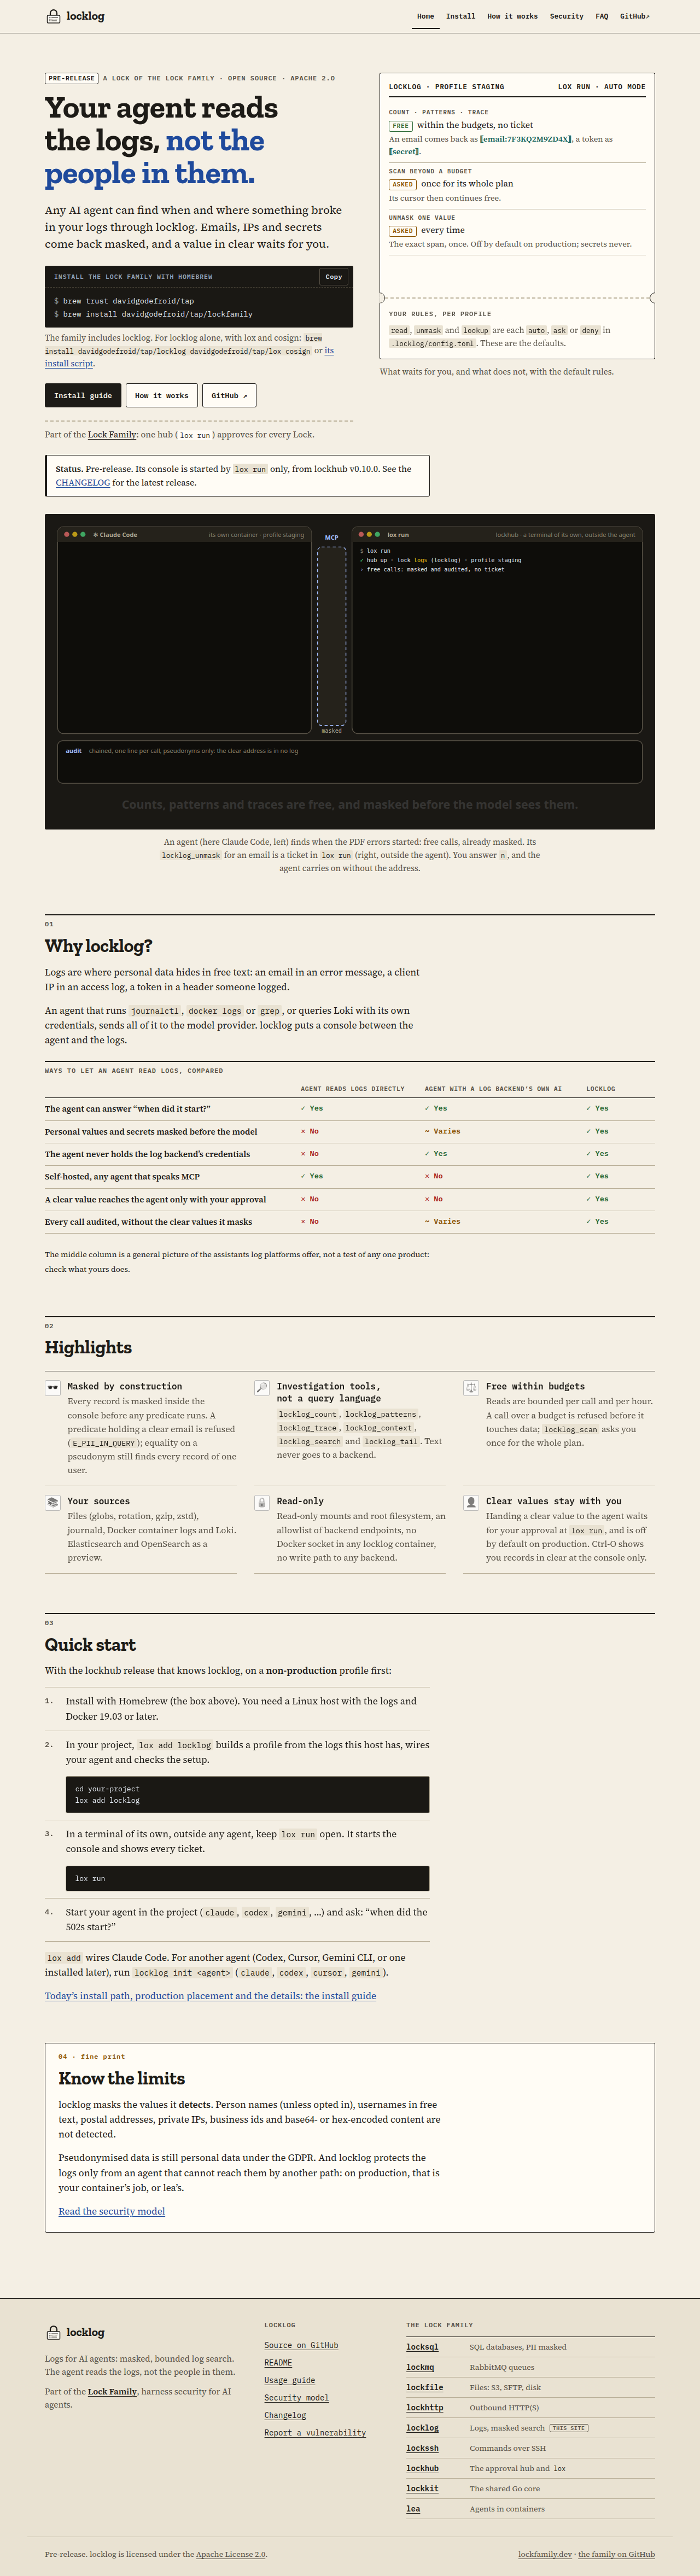 locklog
Home Install How it works Security FAQ GitHub↗
PRE-RELEASE A LOCK OF THE LOCK FAMILY · OPEN SOURCE · APACHE 2.0
Your agent reads
the logs, not the
people in them.
Any AI agent can find when and where something broke
in your logs through locklog. Emails, IPs and secrets
come back masked, and a value in clear waits for you.
INSTALL THE LOCK FAMILY WITH HOMEBREW Copy
$ brew trust davidgodefroid/tap
$ brew install davidgodefroid/tap/lockfamily
The family includes locklog. For locklog alone, with lox and cosign: brew
install davidgodefroid/tap/locklog davidgodefroid/tap/lox cosign or its
install script.
Install guide How it works GitHub ↗
Part of the Lock Family: one hub ( lox run ) approves for every Lock.
LOCKLOG · PROFILE STAGING LOX RUN · AUTO MODE
COUNT · PATTERNS · TRACE
FREE within the budgets, no ticket
An email comes back as ⟦email:7F3KQ2M9ZD4X⟧, a token as
⟦secret⟧.
SCAN BEYOND A BUDGET
ASKED once for its whole plan
Its cursor then continues free.
UNMASK ONE VALUE
ASKED every time
The exact span, once. Off by default on production; secrets never.
YOUR RULES, PER PROFILE
read, unmask and lookup are each auto, ask or deny in
.locklog/config.toml. These are the defaults.
What waits for you, and what does not, with the default rules.
Status. Pre-release. Its console is started by lox run only, from lockhub v0.10.0. See the
CHANGELOG for the latest release.
✻ Claude Code its own container · profile staging
MCP
masked
lox run lockhub · a terminal of its own, outside the agent
$ lox run
✓ hub up · lock logs (locklog) · profile staging
· free calls: masked and audited, no ticket
audit chained, one line per call, pseudonyms only: the clear address is in no log
Counts, patterns and traces are free, and masked before the model sees them.
An agent (here Claude Code, left) finds when the PDF errors started: free calls, already masked. Its
locklog_unmask for an email is a ticket in lox run (right, outside the agent). You answer n, and the
agent carries on without the address.
01
Why locklog?
Logs are where personal data hides in free text: an email in an error message, a client
IP in an access log, a token in a header someone logged.
An agent that runs journalctl, docker logs or grep, or queries Loki with its own
credentials, sends all of it to the model provider. locklog puts a console between the
agent and the logs.
WAYS TO LET AN AGENT READ LOGS, COMPARED
AGENT READS LOGS DIRECTLY AGENT WITH A LOG BACKEND'S OWN AI LOCKLOG
The agent can answer “when did it start?” ✓ Yes ✓ Yes ✓ Yes
Personal values and secrets masked before the model ✕ No ~ Varies ✓ Yes
The agent never holds the log backend’s credentials ✕ No ✓ Yes ✓ Yes
Self-hosted, any agent that speaks MCP ✓ Yes ✕ No ✓ Yes
A clear value reaches the agent only with your approval ✕ No ✕ No ✓ Yes
Every call audited, without the clear values it masks ✕ No ~ Varies ✓ Yes
The middle column is a general picture of the assistants log platforms offer, not a test of any one product:
check what yours does.
02
Highlights
Masked by construction
Every record is masked inside the
console before any predicate runs. A
predicate holding a clear email is refused
(E_PII_IN_QUERY); equality on a
pseudonym still finds every record of one
user.
Investigation tools,
not a query language
locklog_count, locklog_patterns,
locklog_trace, locklog_context,
locklog_search and locklog_tail. Text
never goes to a backend.
Free within budgets
Reads are bounded per call and per hour.
A call over a budget is refused before it
touches data; locklog_scan asks you
once for the whole plan.
Your sources
Files (globs, rotation, gzip, zstd),
journald, Docker container logs and Loki.
Elasticsearch and OpenSearch as a
preview.
Read-only
Read-only mounts and root filesystem, an
allowlist of backend endpoints, no
Docker socket in any locklog container,
no write path to any backend.
Clear values stay with you
Handing a clear value to the agent waits
for your approval at lox run, and is off
by default on production. Ctrl-O shows
you records in clear at the console only.
03
Quick start
With the lockhub release that knows locklog, on a non-production profile first:
1. Install with Homebrew (the box above). You need a Linux host with the logs and
Docker 19.03 or later.
2. In your project, lox add locklog builds a profile from the logs this host has, wires
your agent and checks the setup.
cd your-project
lox add locklog
3. In a terminal of its own, outside any agent, keep lox run open. It starts the
console and shows every ticket.
lox run
4. Start your agent in the project (claude, codex, gemini, …) and ask: “when did the
502s start?”
lox add wires Claude Code. For another agent (Codex, Cursor, Gemini CLI, or one
installed later), run locklog init <agent> (claude, codex, cursor, gemini).
Today’s install path, production placement and the details: the install guide
04 · fine print
Know the limits
locklog masks the values it detects. Person names (unless opted in), usernames in free
text, postal addresses, private IPs, business ids and base64- or hex-encoded content are
not detected.
Pseudonymised data is still personal data under the GDPR. And locklog protects the
logs only from an agent that cannot reach them by another path: on production, that is
your container’s job, or lea’s.
Read the security model
locklog
Logs for AI agents: masked, bounded log search.
The agent reads the logs, not the people in them.
Part of the Lock Family, harness security for AI
agents.
LOCKLOG
Source on GitHub
README
Usage guide
Security model
Changelog
Report a vulnerability
THE LOCK FAMILY
locksql SQL databases, PII masked
lockmq RabbitMQ queues
lockfile Files: S3, SFTP, disk
lockhttp Outbound HTTP(S)
locklog Logs, masked search THIS SITE
lockssh Commands over SSH
lockhub The approval hub and lox
lockkit The shared Go core
lea Agents in containers
Pre-release. locklog is licensed under the Apache License 2.0.
lockfamily.dev · the family on GitHub